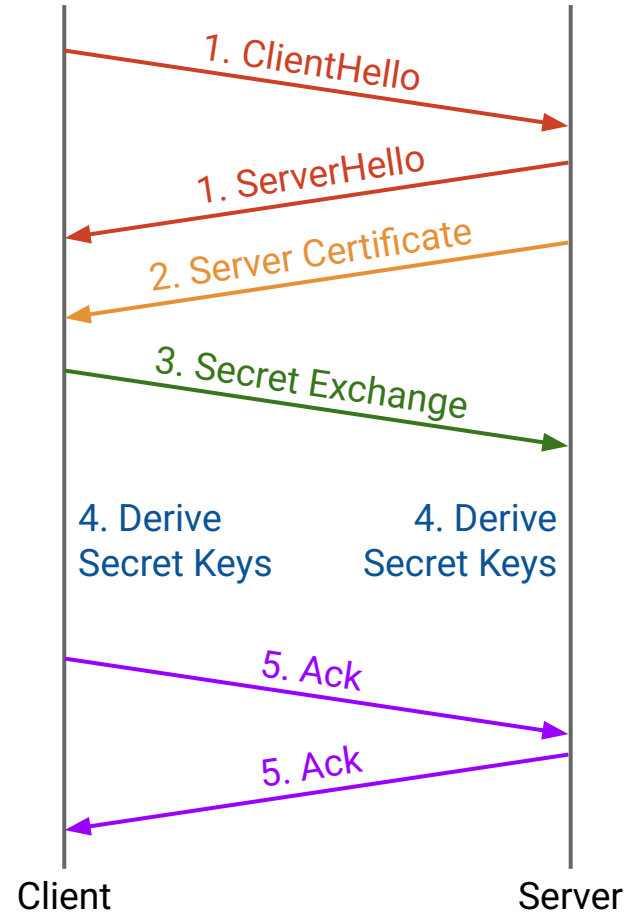 1. ClientHello
1. ServerHello
2. Server Certificate
3. Secret Exchange
4. Derive
Secret Keys
4. Derive
Secret Keys
5. Ack
5. Ack
Client
Server